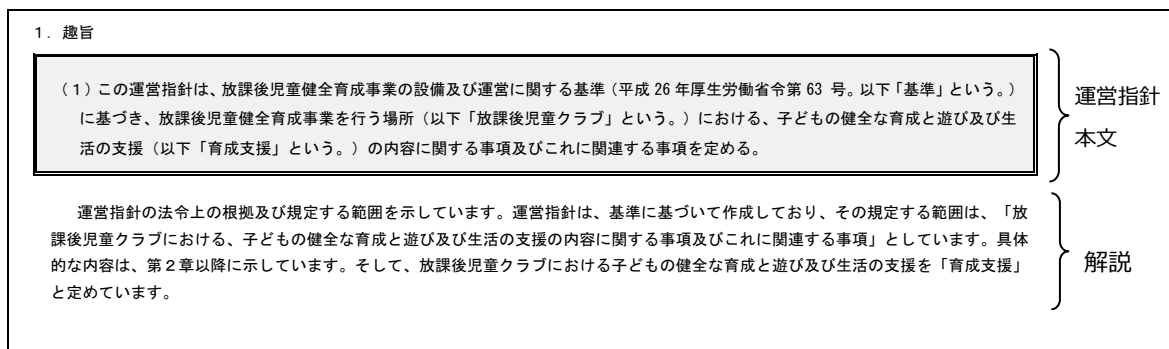 1．趣旨
（1）この運営指針は、放課後児童健全育成事業の設備及び運営に関する基準（平成 26 年厚生労働省令第 63 号。以下「基準」という。）
に基づき、放課後児童健全育成事業を行う場所（以下「放課後児童クラブ」という。）における、子どもの健全な育成と遊び及び生
活の支援（以下「育成支援」という。）の内容に関する事項及びこれに関連する事項を定める。
運営指針
本文
運営指針の法令上の根拠及び規定する範囲を示しています。運営指針は、基準に基づいて作成しており、その規定する範囲は、「放
課後児童クラブにおける、子どもの健全な育成と遊び及び生活の支援の内容に関する事項及びこれに関連する事項」としています。具体
的な内容は、第２章以降に示しています。そして、放課後児童クラブにおける子どもの健全な育成と遊び及び生活の支援を「育成支援」
と定めています。
解説